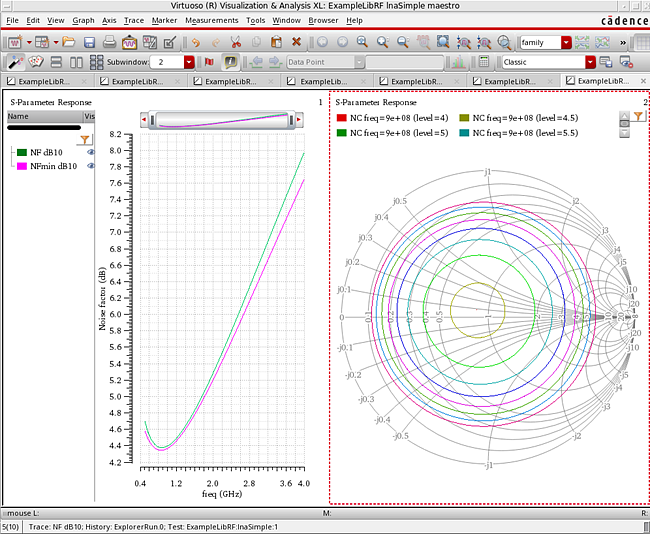 Virtuoso (R) Visualization & Analysis XL: ExampleLibRF lnaSimple maestro
File Edit View Graph Axis Trace Marker Measurements Tools Window Browser Help
cādence
family
Subwindow: 2
Data Point
Classic
ExampleLibR... ExampleLibR... ExampleLibR... ExampleLibR... ExampleLibR... ExampleLibR... ExampleLibR...
S-Parameter Response 1
Name Vis
NF dB10
NFmin dB10
8.2
8.0
7.8
7.6
7.4
7.2
7.0
6.8
6.6
6.4
6.2
6.0
5.8
5.6
5.4
5.2
5.0
4.8
4.6
4.4
4.2
Noise factor (dB)
0.4 1.2 2.0 2.8 3.6 4.0
freq (GHz)
S-Parameter Response 2
NC freq=9e+08 (level=4) NC freq=9e+08 (level=4.5)
NC freq=9e+08 (level=5) NC freq=9e+08 (level=5.5)
j1
j0.5 j2
j0.4
j0.3 j3
j0.2 j4
j5
j0.1 j10
j20
0 0.1 0.2 0.3 0.4 0.5 1 2 3 4 5 10 20
-j0.1 -j10
-j0.2 -j5
-j4
-j0.3 -j3
-j0.4
-j0.5 -j2
-j1
mouse L: M: R:
5(10) Trace: NF dB10; History: ExplorerRun.0; Test: ExampleLibRF:lnaSimple:1